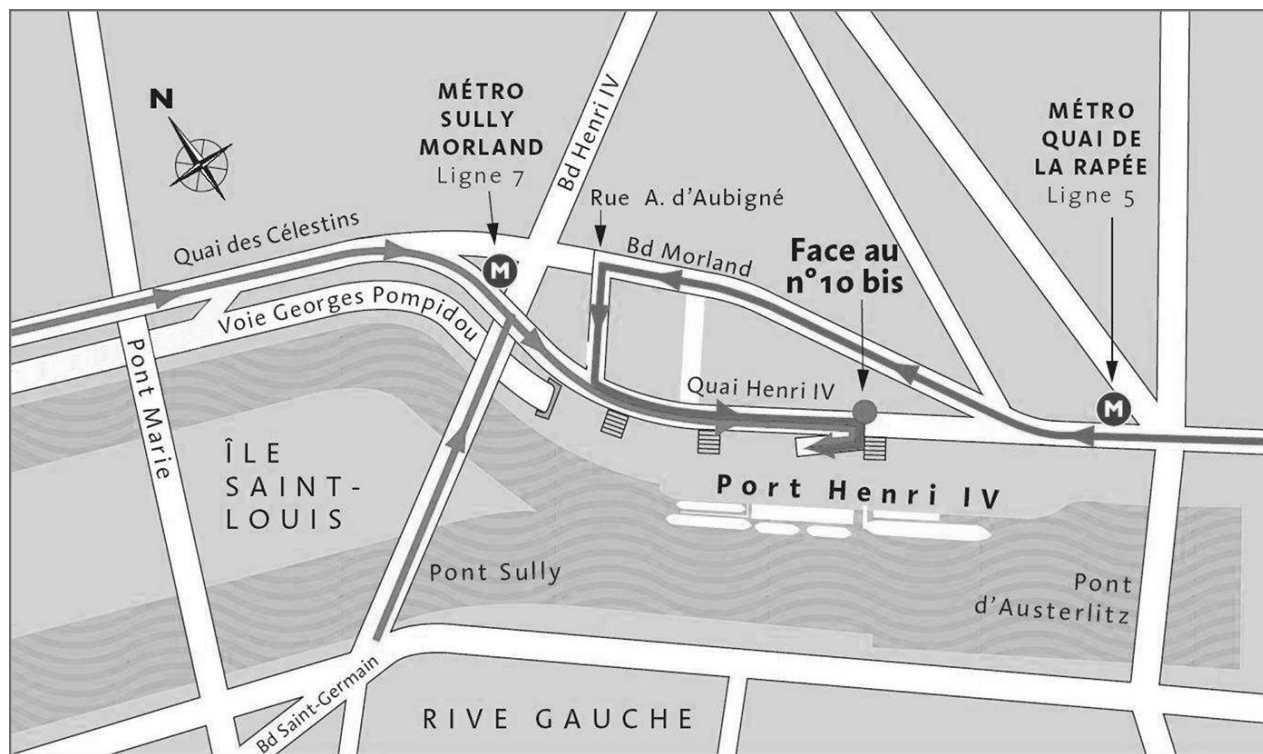 N
MÉTRO
SULLY
MORLAND
Ligne 7
Bd Henri IV
MÉTRO
QUAI DE
LA RAPÉE
Ligne 5
Rue A. d'Aubigné
Quai des Célestins
Bd Morland
Face au
n°10 bis
M
Voie Georges Pompidou
Pont Marie
Quai Henri IV
M
ÎLE
SAINT-
LOUIS
Port Henri IV
Pont Sully
Pont
d'Austerlitz
Bd Saint-Germain
RIVE GAUCHE